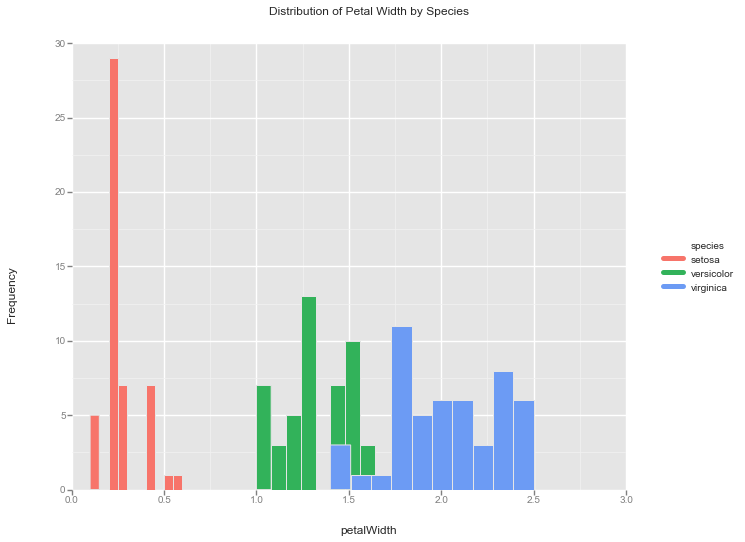 Distribution of Petal Width by Species
30
25
20
15
10
5
0
0.0 0.5 1.0 1.5 2.0 2.5 3.0
Frequency
petalWidth
species
setosa
versicolor
virginica